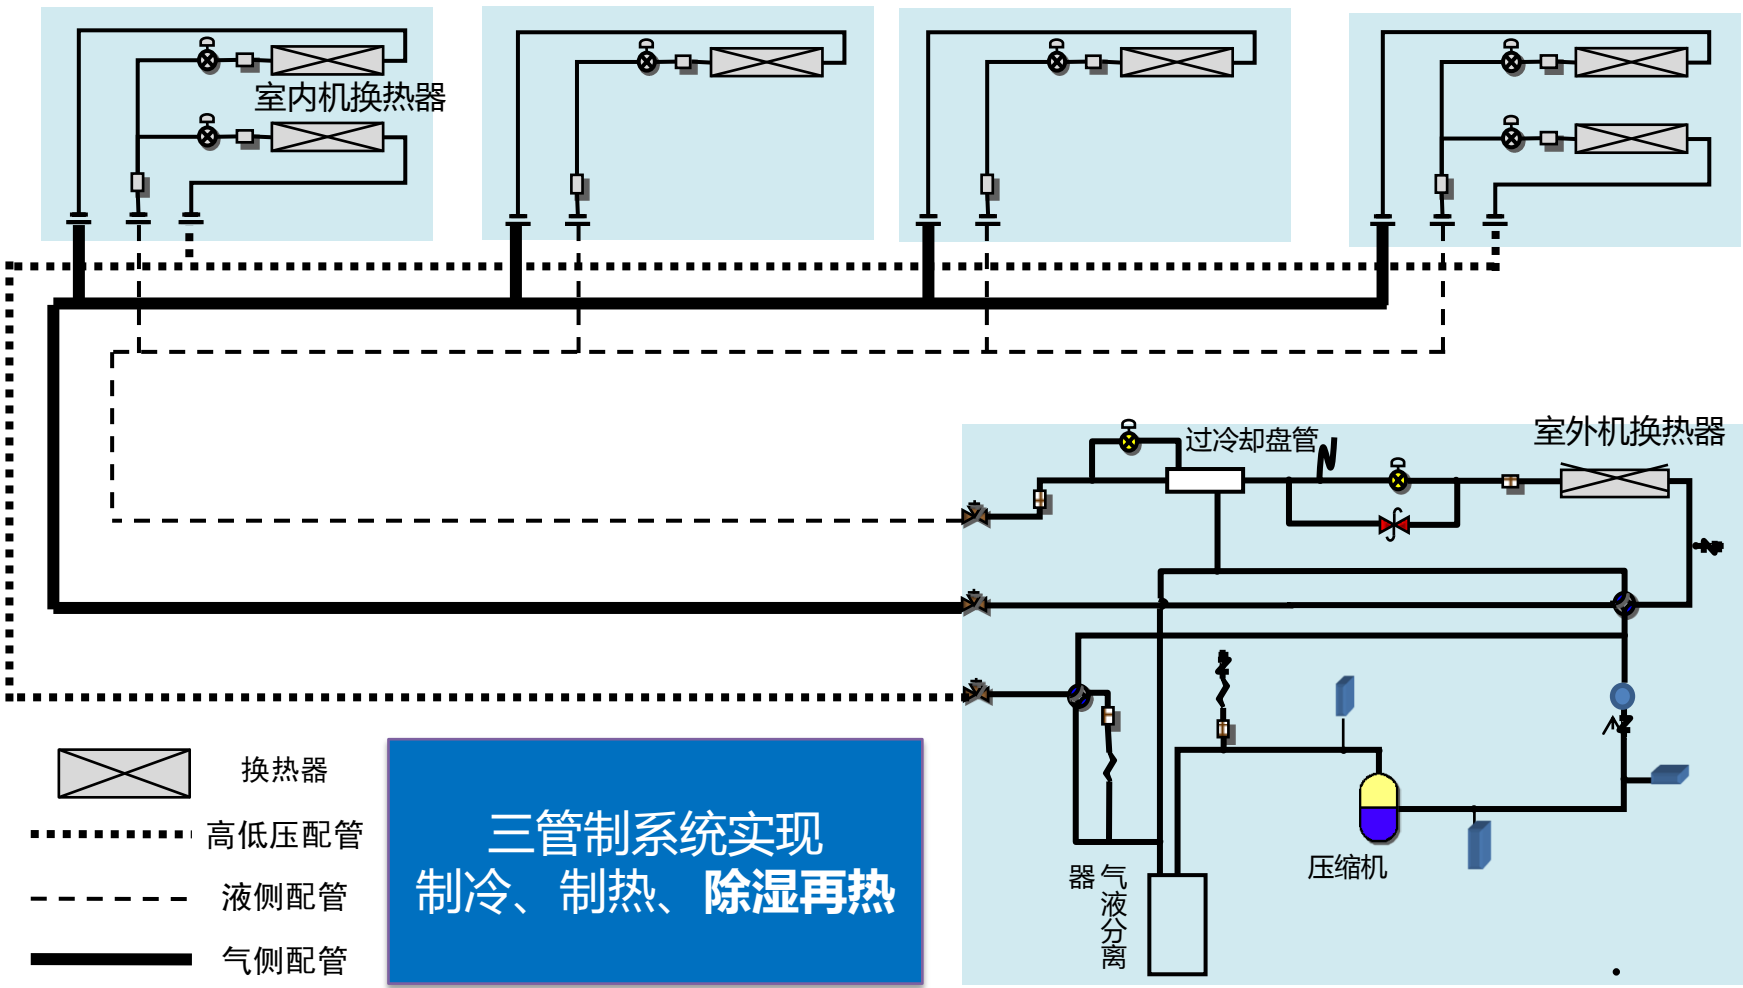 室内机换热器
室外机换热器
过冷却盘管
换热器
高低压配管
液侧配管
气侧配管
三管制系统实现
制冷、制热、除湿再热
压缩机
气液分离
器